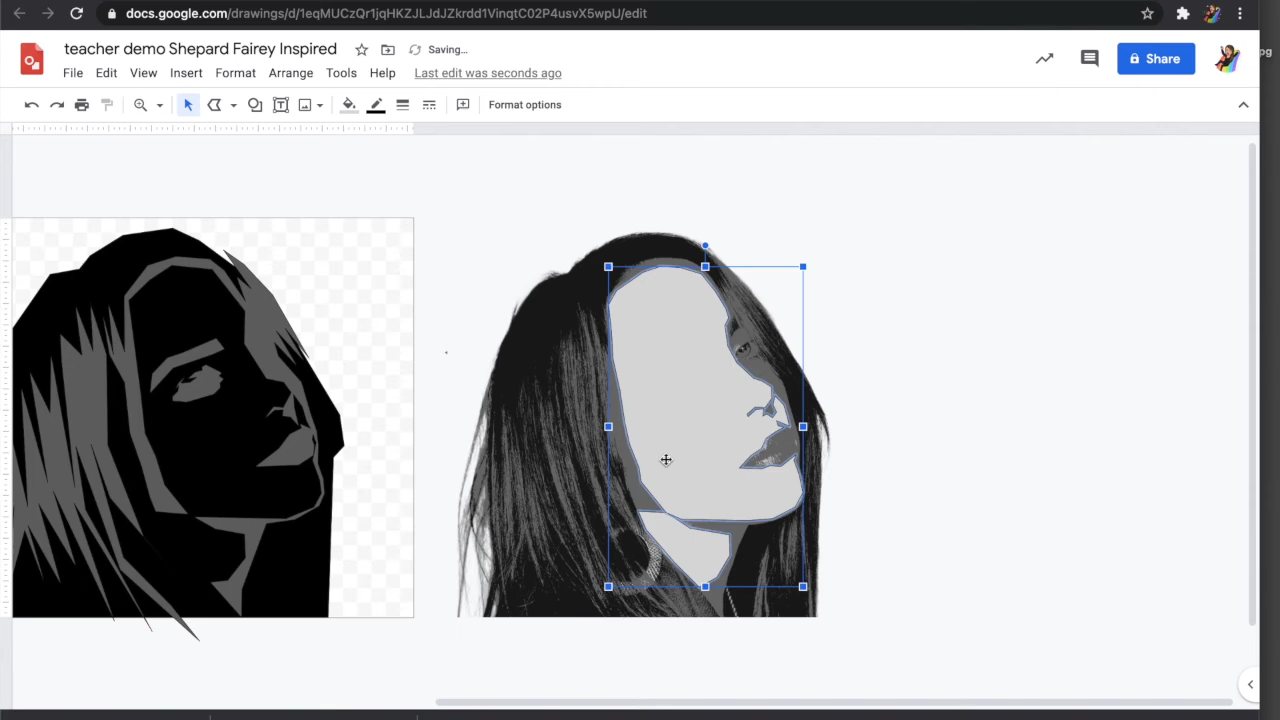 docs.google.com/drawings/d/1eqMUCzQr1jqHKZJLJdJZkrdd1VinqtC02P4usvX5wpU/edit
pg
teacher demo Shepard Fairey Inspired Saving...
File Edit View Insert Format Arrange Tools Help Last edit was seconds ago
Share
Format options